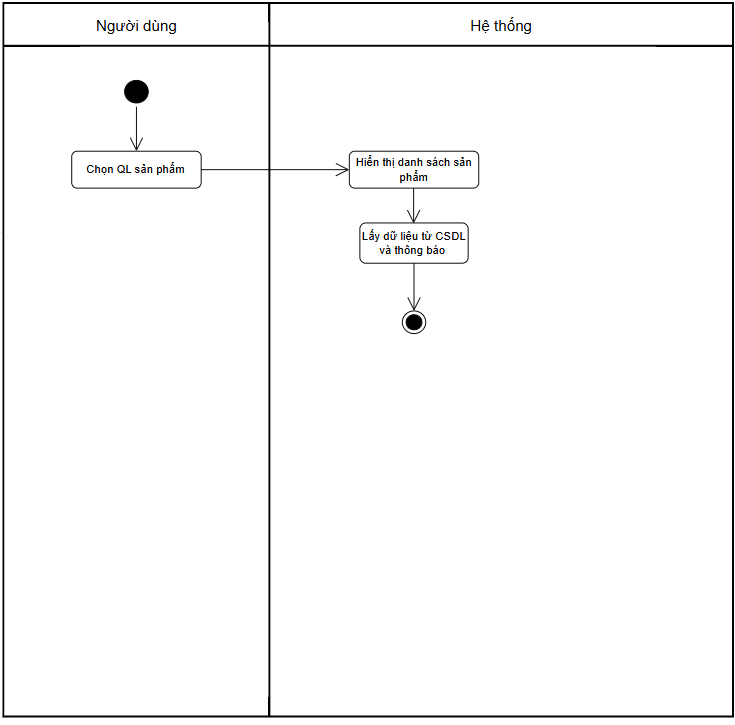 Người dùng
Hệ thống
Chọn QL sản phẩm
Hiển thị danh sách sản
phẩm
Lấy dữ liệu từ CSDL
và thông báo